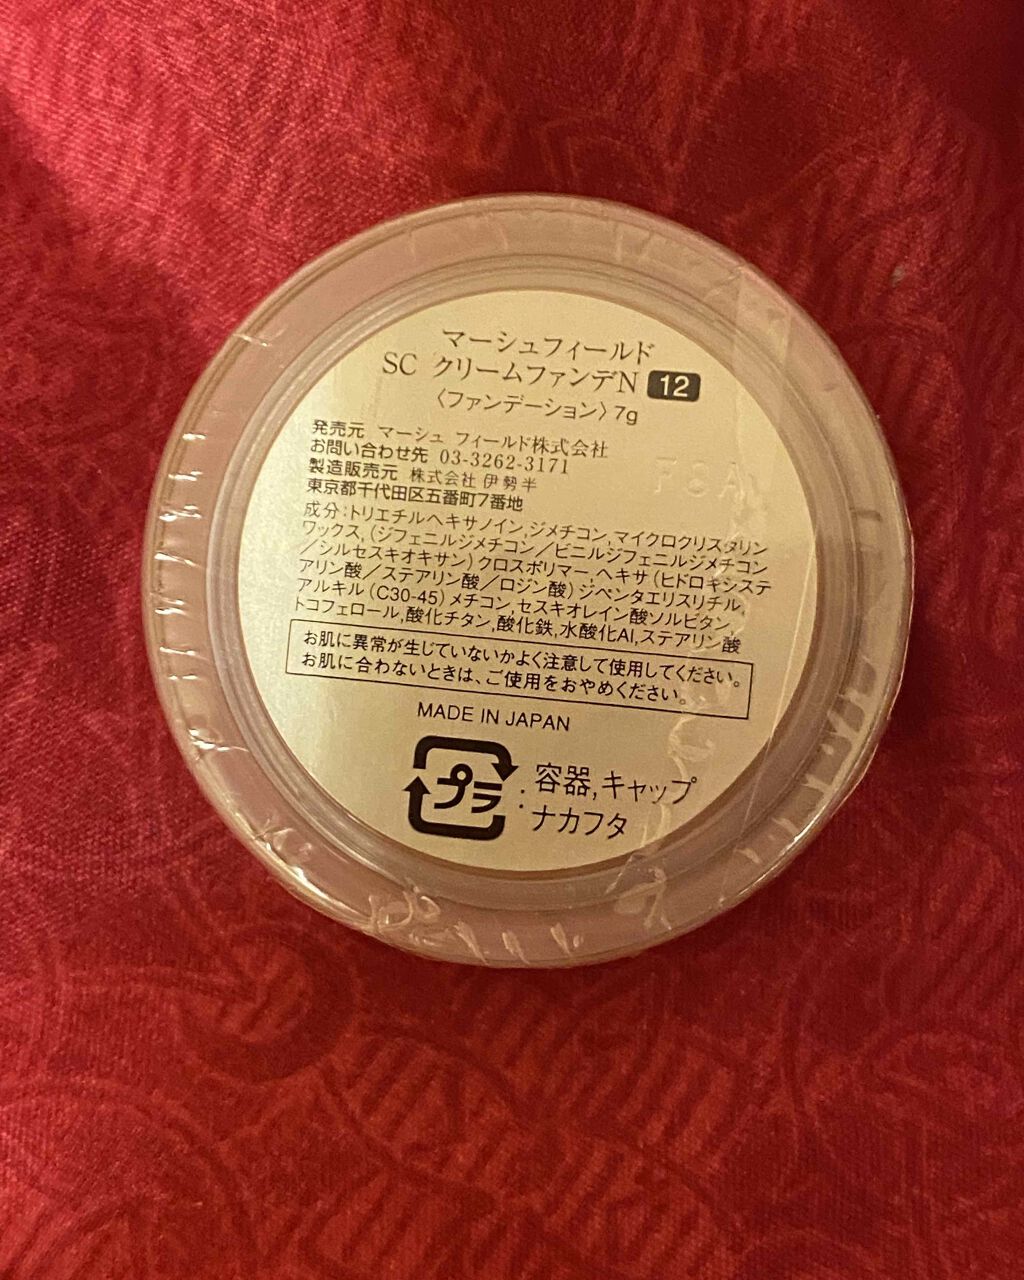 マーシュフィールド
SC クリームファンデN 12
〈ファンデーション〉7g
発売元 マーシュ フィールド株式会社
お問い合わせ先 03-3262-3171
製造販売元 株式会社 伊勢半
東京都千代田区五番町7番地
成分:トリエチルヘキサノイン,ジメチコン,マイクロクリスタリン
ワックス,(ジフェニルジメチコン/ビニルジフェニルジメチコン
/シルセスキオキサン)クロスポリマー,ヘキサ(ヒドロキシステ
アリン酸/ステアリン酸/ロジン酸)ジペンタエリスリチル,
アルキル(C30-45)メチコン,セスキオレイン酸ソルビタン,
トコフェロール,酸化チタン,酸化鉄,水酸化Al,ステアリン酸
お肌に異常が生じていないかよく注意して使用してください。
お肌に合わないときは、ご使用をおやめください。
MADE IN JAPAN
プラ : 容器,キャップ
ナカフタ